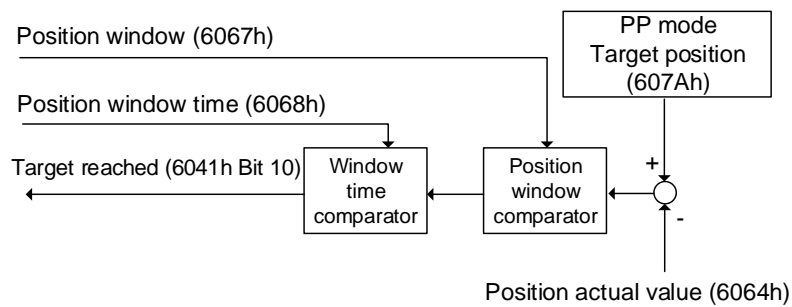 Position window (6067h)
PP mode
Target position
(607Ah)
Position window time (6068h)
Target reached (6041h Bit 10)
Window
time
comparator
Position
window
comparator
+
-
Position actual value (6064h)